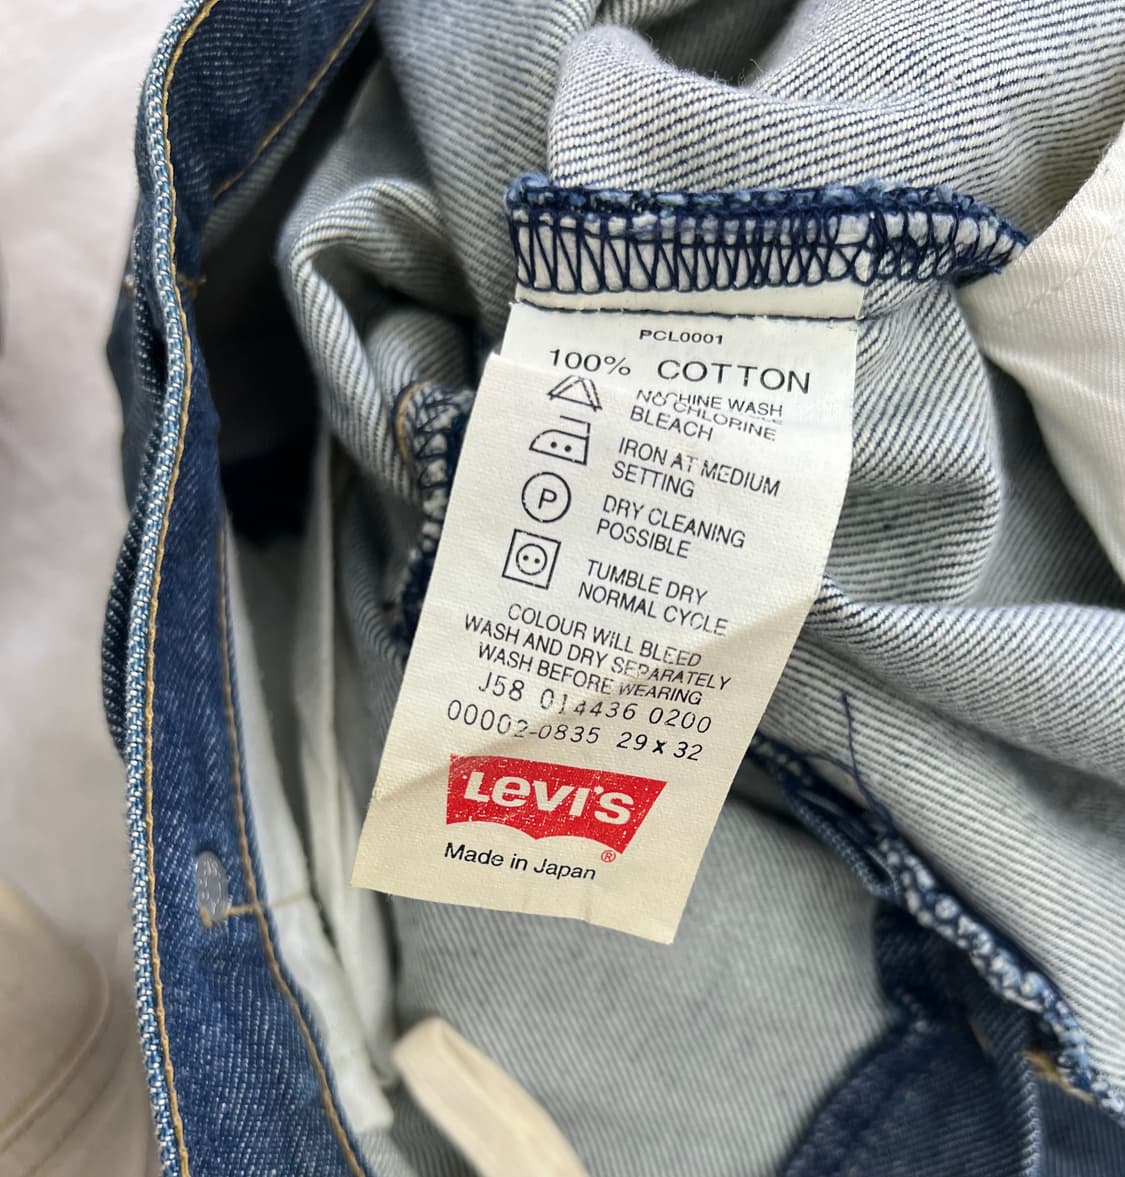 PCL0001
100% COTTON
WASH
NO CHLORINE
BLEACH
IRON AT MEDIUM
SETTING
P
DRY CLEANING
POSSIBLE
TUMBLE DRY
NORMAL CYCLE
COLOUR WILL BLEED
WASH AND DRY SEPARATELY
WASH BEFORE WEARING
J58 014436 0200
00002-0835 29 x 32
LEVI'S
®
Made in Japan